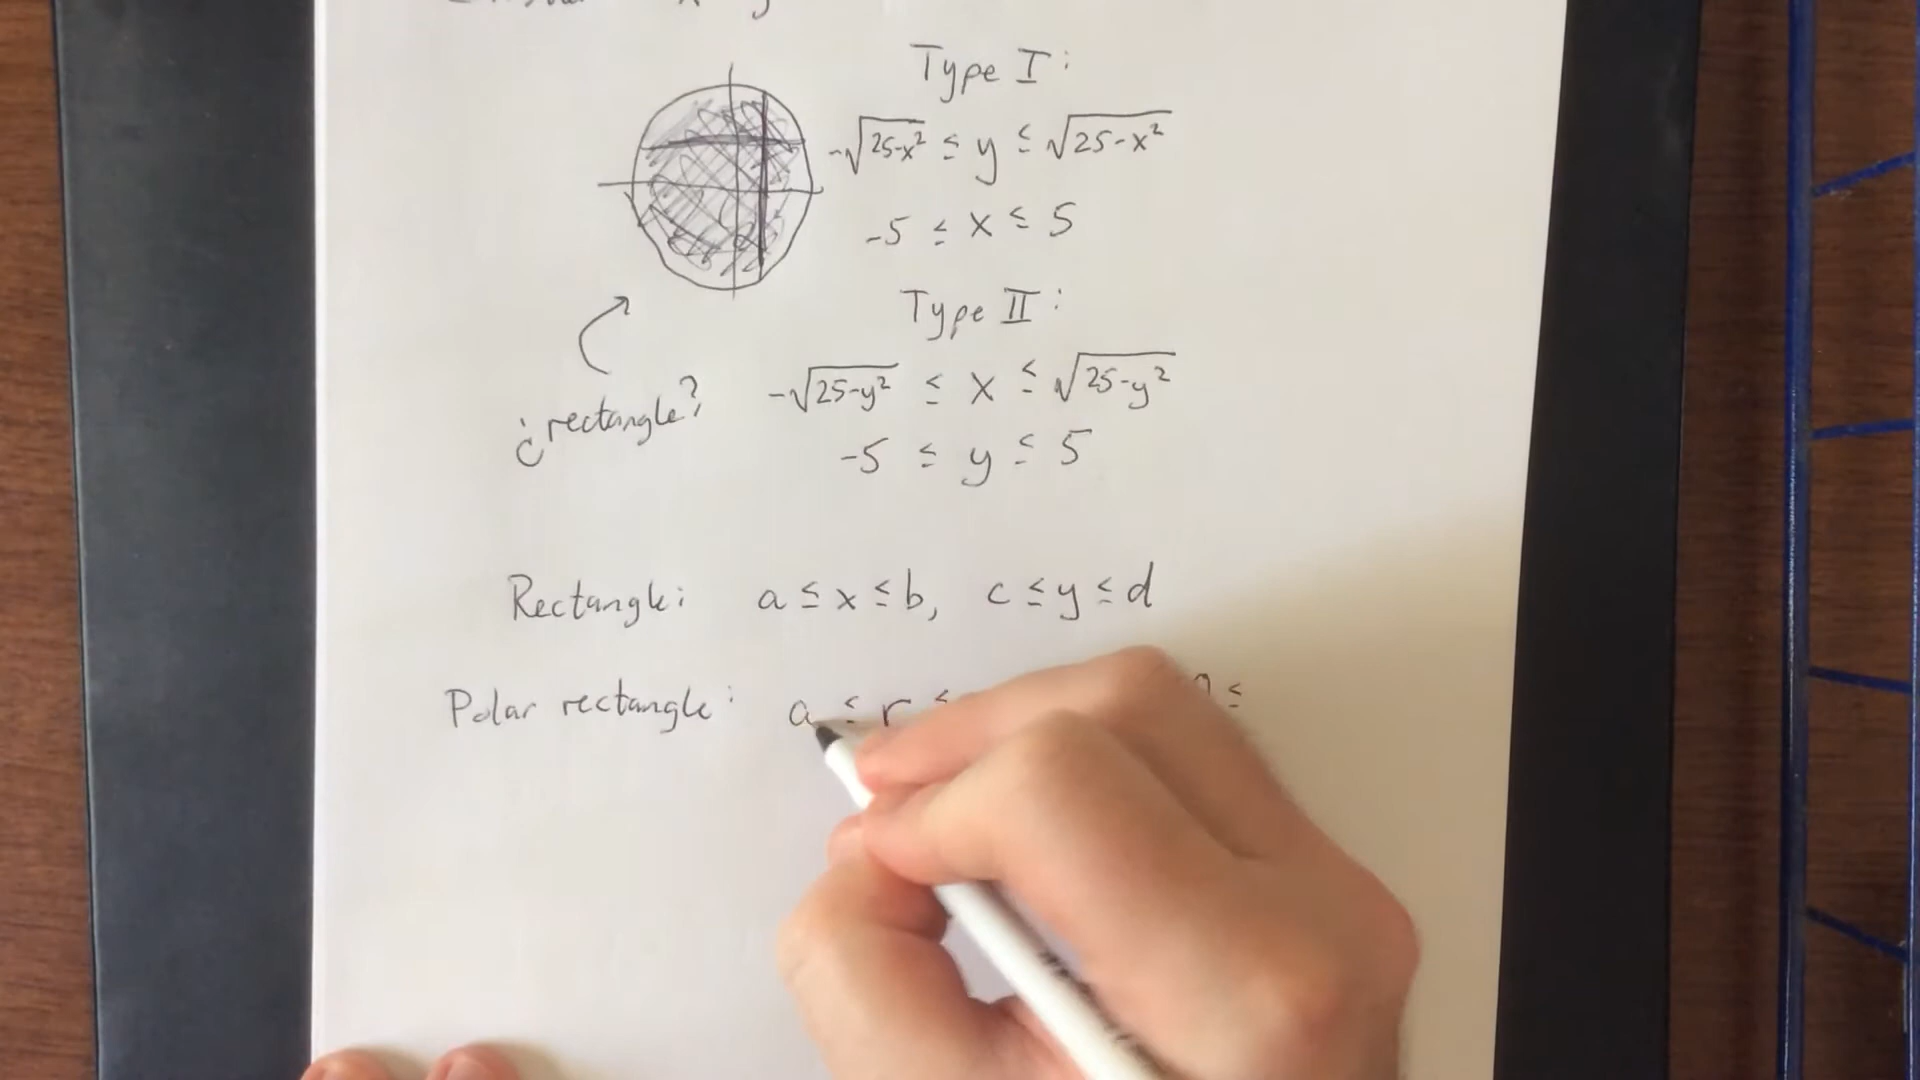 Type I:
-√25-x² ≤ y ≤ √25-x²
-5 ≤ x ≤ 5
Type II:
-√25-y² ≤ x ≤ √25-y²
¿rectangle?
-5 ≤ y ≤ 5
Rectangle: a ≤ x ≤ b, c ≤ y ≤ d
Polar rectangle: a ≤ r ≤ ≤